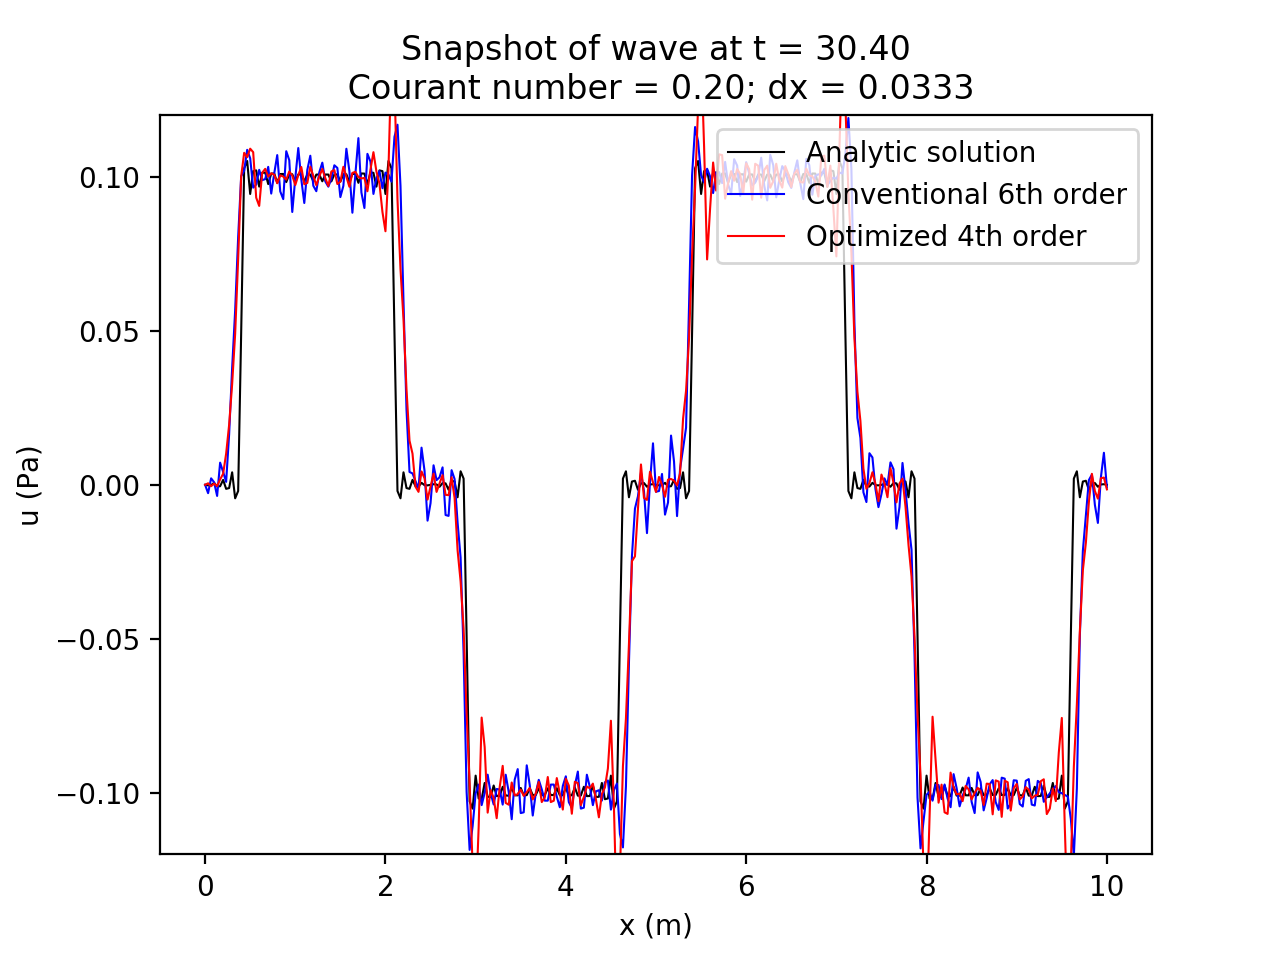 Snapshot of wave at t = 30.40
Courant number = 0.20; dx = 0.0333
Analytic solution
Conventional 6th order
Optimized 4th order
0.10
0.05
0.00
−0.05
−0.10
u (Pa)
0 2 4 6 8 10
x (m)